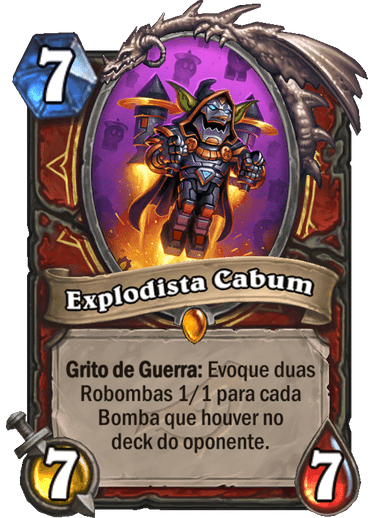 7
Explodista Cabum
Grito de Guerra: Evoque duas
Robombas 1/1 para cada
Bomba que houver no
deck do oponente.
7
7